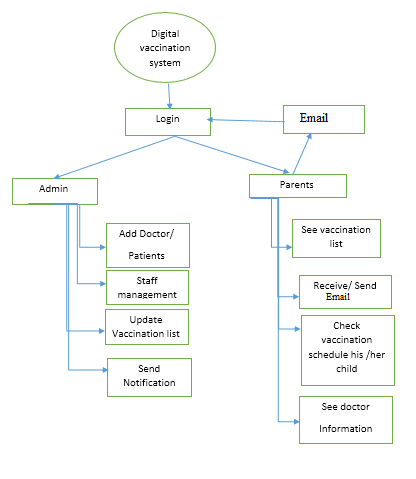 Digital
vaccination
system
Login
Email
Admin
Parents
Add Doctor/
Patients
Staff
management
Update
Vaccination list
Send
Notification
See vaccination
list
Receive/ Send
Email
Check
vaccination
schedule his /her
child
See doctor
Information